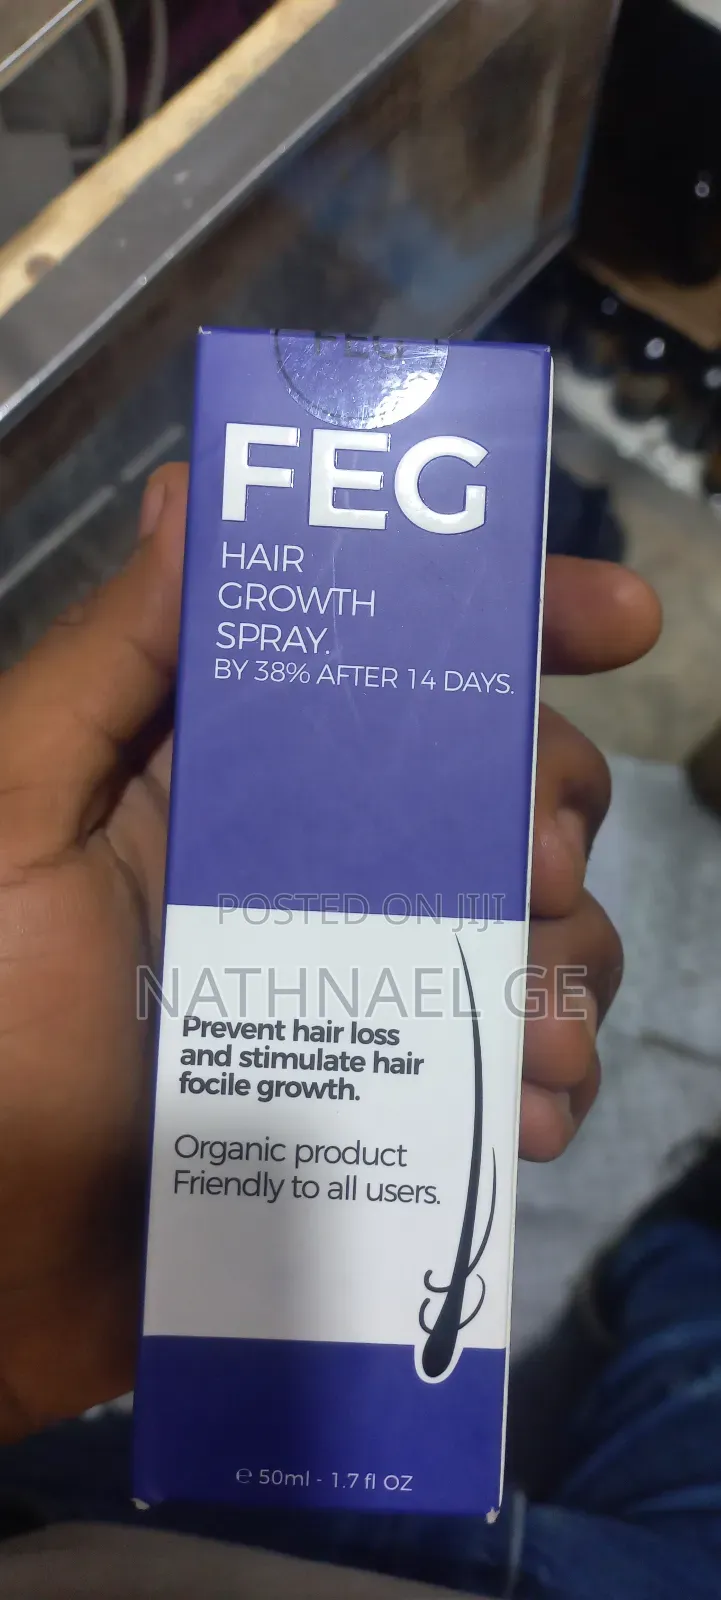 FEG
FEG
HAIR
GROWTH
SPRAY.
BY 38% AFTER 14 DAYS.
POSTED ON JIJI
NATHNAEL GE
Prevent hair loss
and stimulate hair
focile growth.
Organic product
Friendly to all users.
℮ 50ml - 1.7 fl OZ